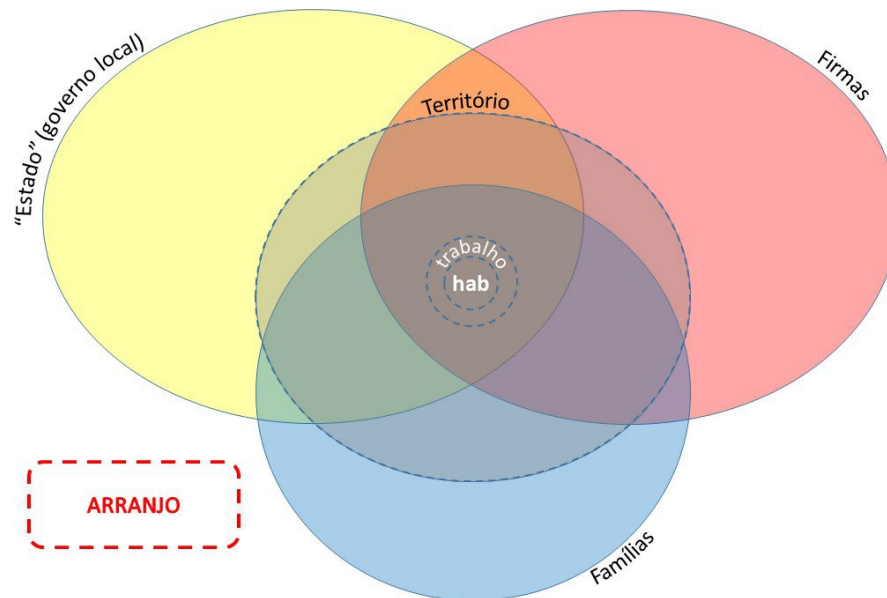 “Estado” (governo local)
Firmas
Território
trabalho
hab
ARRANJO
Famílias